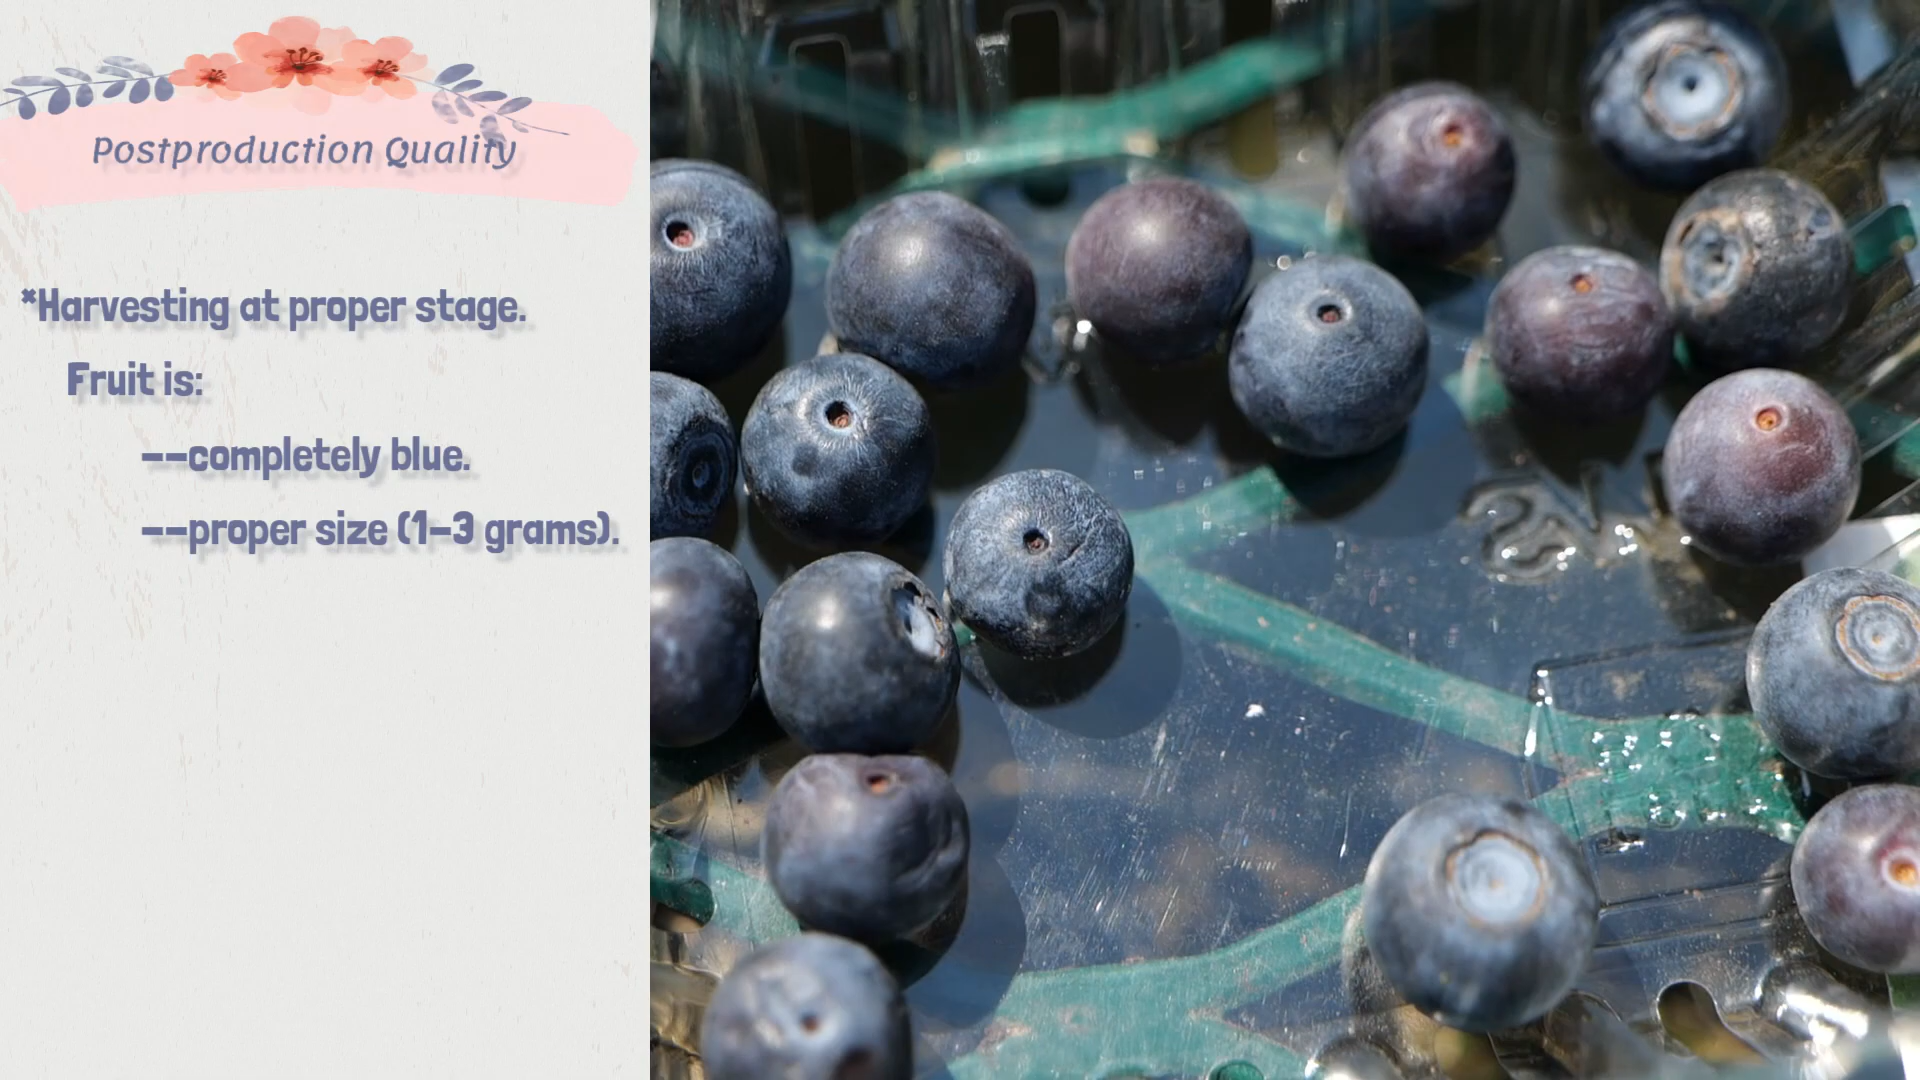 Postproduction Quality
*Harvesting at proper stage.
Fruit is:
--completely blue.
--proper size (1-3 grams).